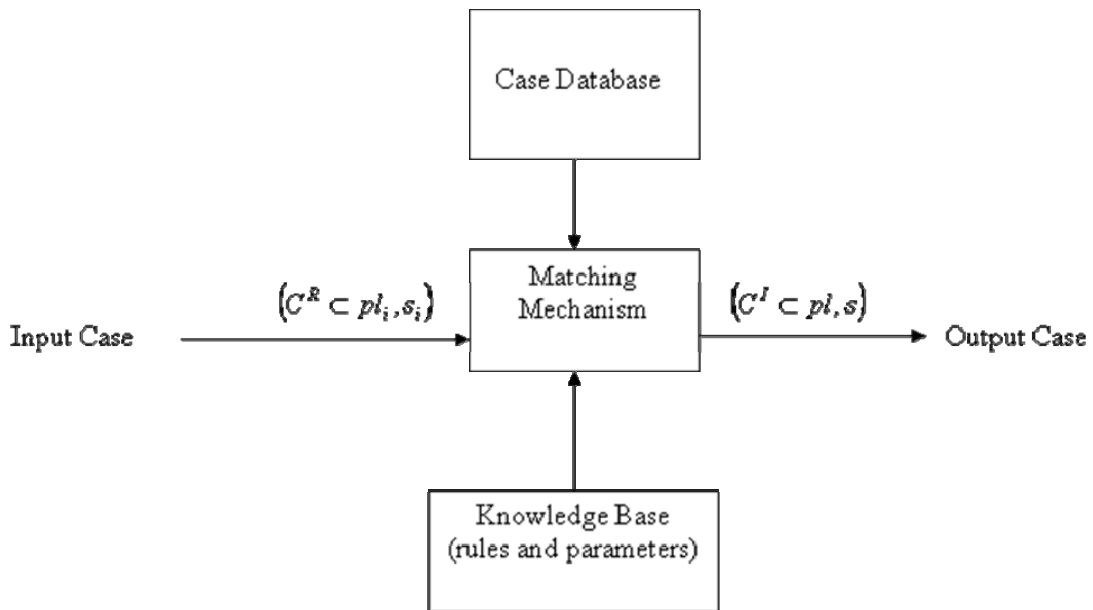 Case Database
Matching
Mechanism
(C^R ⊂ pl_i, s_i)
(C^I ⊂ pl, s)
Input Case
Output Case
Knowledge Base
(rules and parameters)